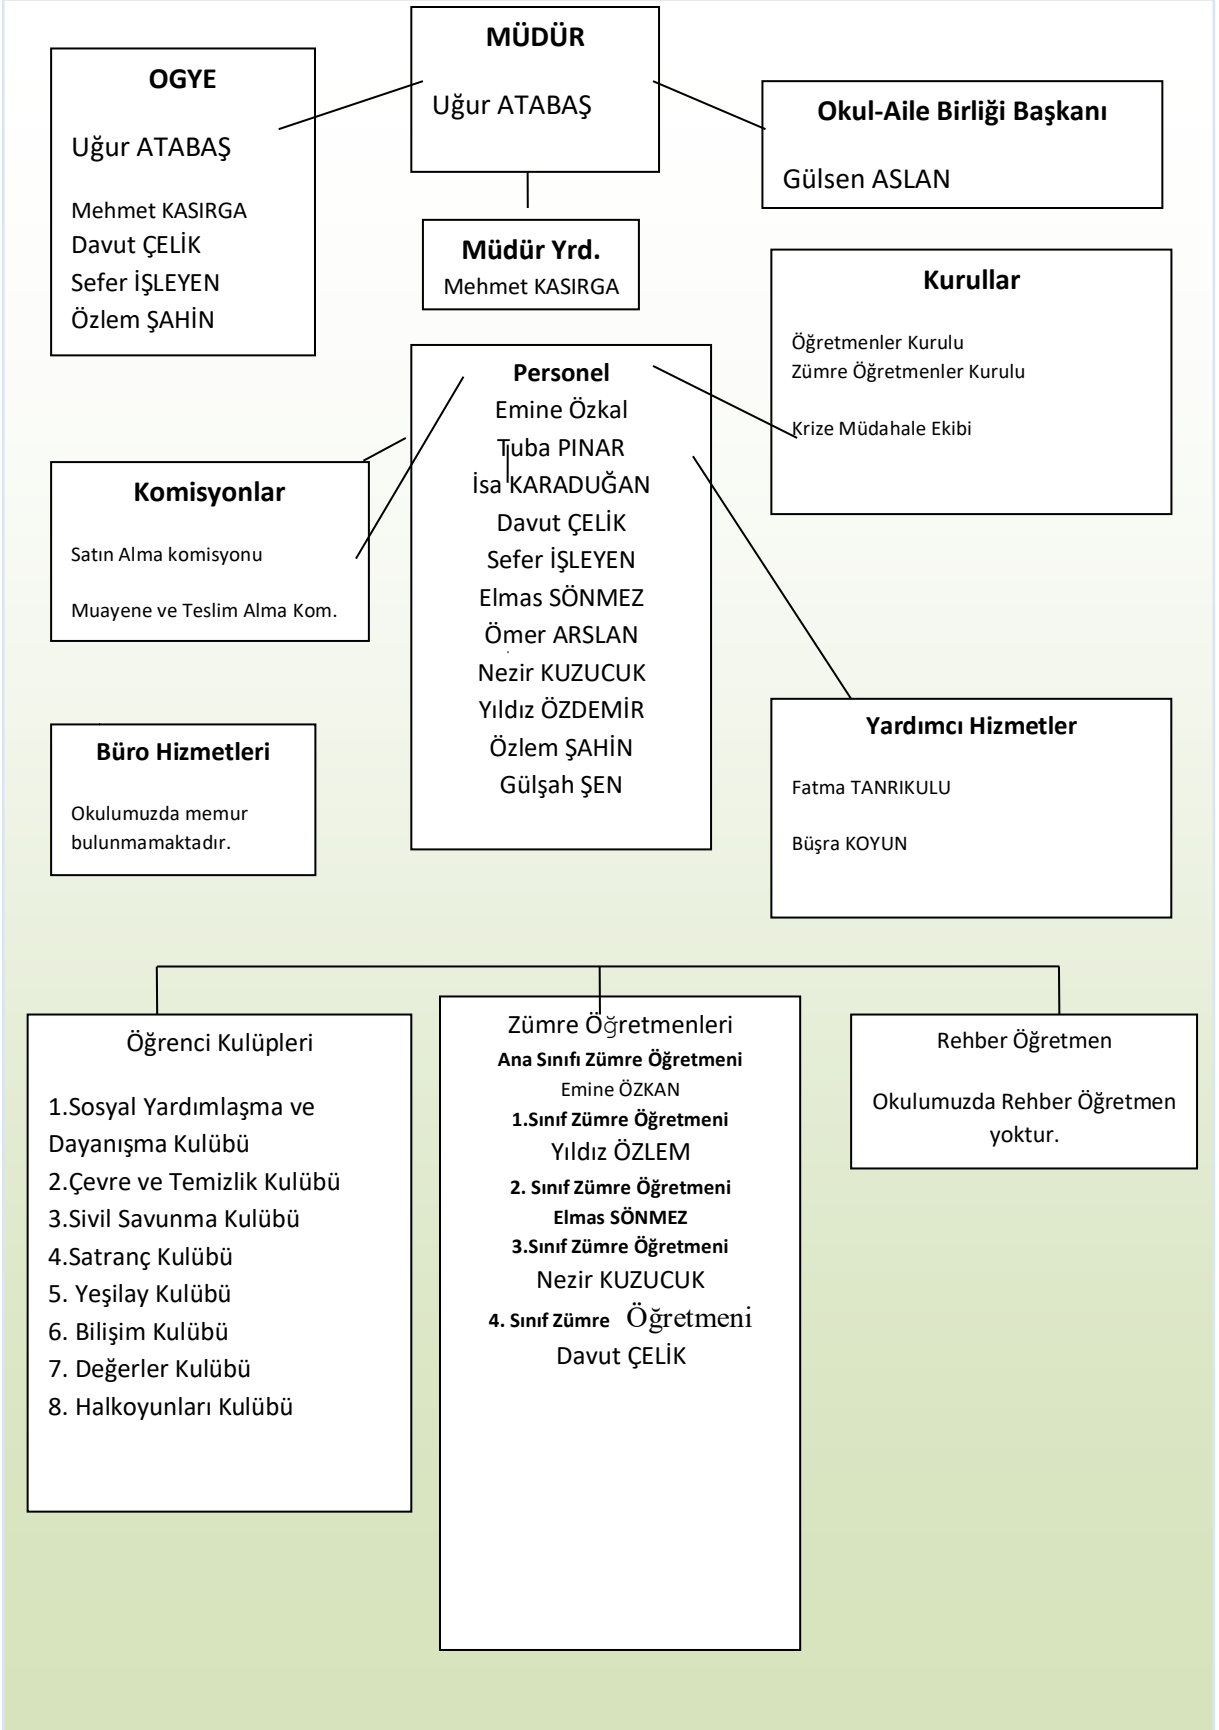 MÜDÜR
Uğur ATABAŞ
OGYE
Uğur ATABAŞ
Mehmet KASIRGA
Davut ÇELİK
Sefer İŞLEYEN
Özlem ŞAHİN
Okul-Aile Birliği Başkanı
Gülsen ASLAN
Müdür Yrd.
Mehmet KASIRGA
Kurullar
Öğretmenler Kurulu
Zümre Öğretmenler Kurulu
Krize Müdahale Ekibi
Personel
Emine Özkal
Tuba PINAR
İsa KARADUĞAN
Davut ÇELİK
Sefer İŞLEYEN
Elmas SÖNMEZ
Ömer ARSLAN
Nezir KUZUCUK
Yıldız ÖZDEMİR
Özlem ŞAHİN
Gülşah ŞEN
Komisyonlar
Satın Alma komisyonu
Muayene ve Teslim Alma Kom.
Büro Hizmetleri
Okulumuzda memur
bulunmamaktadır.
Yardımcı Hizmetler
Fatma TANRIKULU
Büşra KOYUN
Öğrenci Kulüpleri
1.Sosyal Yardımlaşma ve
Dayanışma Kulübü
2.Çevre ve Temizlik Kulübü
3.Sivil Savunma Kulübü
4.Satranç Kulübü
5. Yeşilay Kulübü
6. Bilişim Kulübü
7. Değerler Kulübü
8. Halkoyunları Kulübü
Zümre Öğretmenleri
Ana Sınıfı Zümre Öğretmeni
Emine ÖZKAN
1.Sınıf Zümre Öğretmeni
Yıldız ÖZLEM
2. Sınıf Zümre Öğretmeni
Elmas SÖNMEZ
3.Sınıf Zümre Öğretmeni
Nezir KUZUCUK
4. Sınıf Zümre Öğretmeni
Davut ÇELİK
Rehber Öğretmen
Okulumuzda Rehber Öğretmen
yoktur.